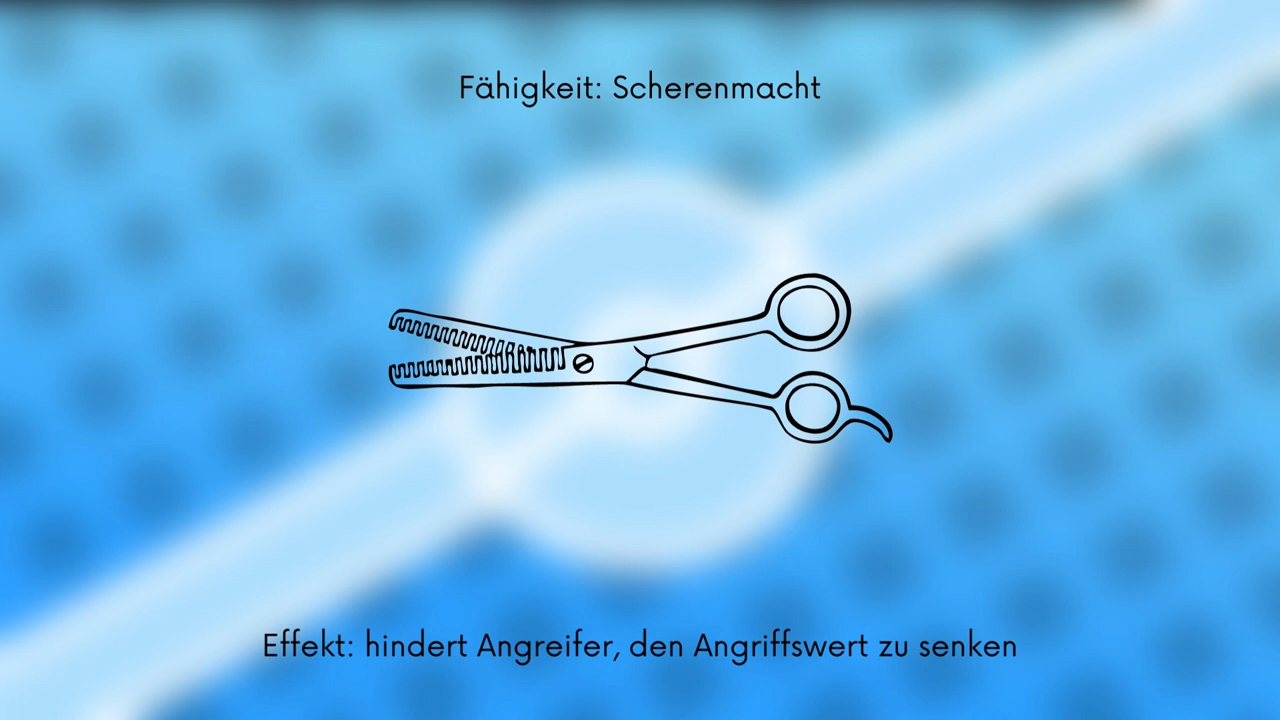 Fähigkeit: Scherenmacht
Effekt: hindert Angreifer, den Angriffswert zu senken